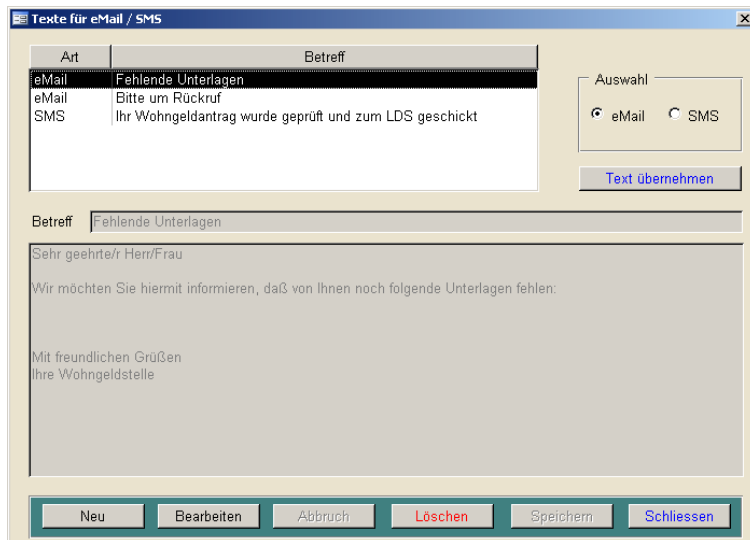 Texte für eMail / SMS
Art Betreff
eMail Fehlende Unterlagen
eMail Bitte um Rückruf
SMS Ihr Wohngeldantrag wurde geprüft und zum LDS geschickt
Auswahl
eMail SMS
Text übernehmen
Betreff Fehlende Unterlagen
Sehr geehrte/r Herr/Frau
Wir möchten Sie hiermit informieren, daß von Ihnen noch folgende Unterlagen fehlen:
Mit freundlichen Grüßen
Ihre Wohngeldstelle
Neu Bearbeiten Abbruch Löschen Speichern Schliessen